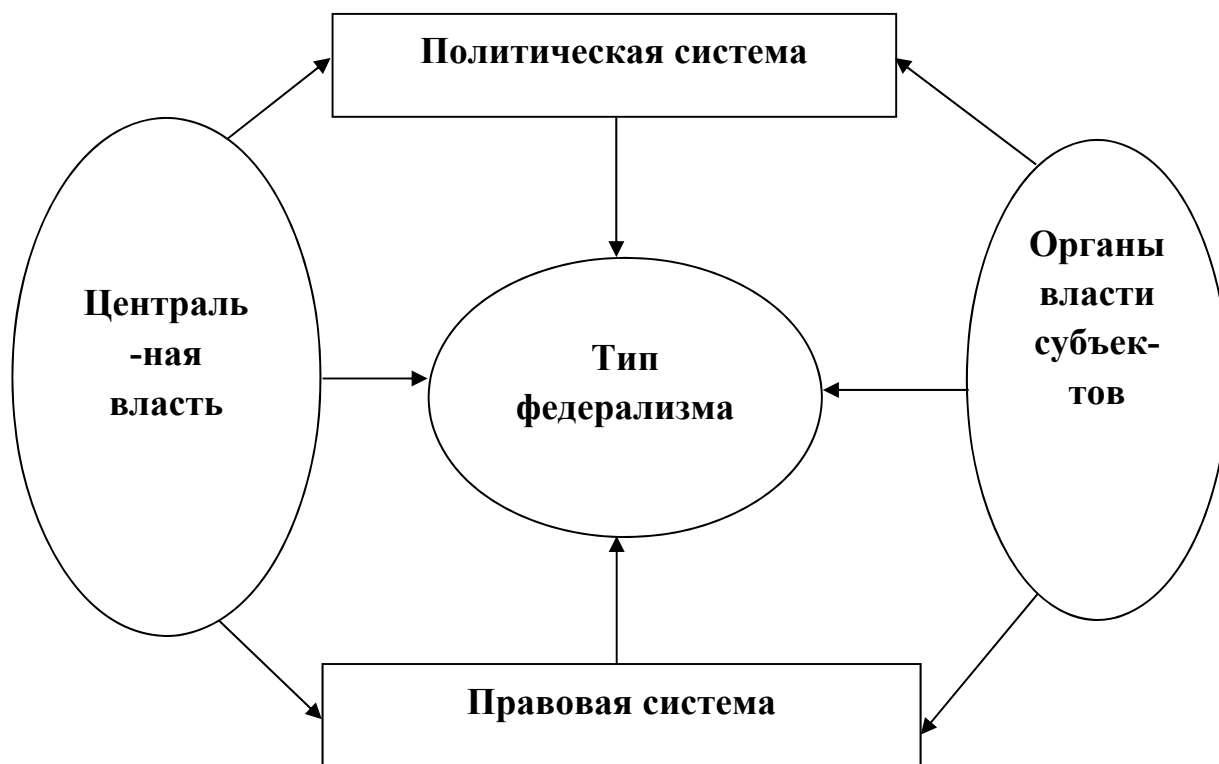 Политическая система
Централь
-ная
власть
Тип
федерализма
Органы
власти
субъек-
тов
Правовая система